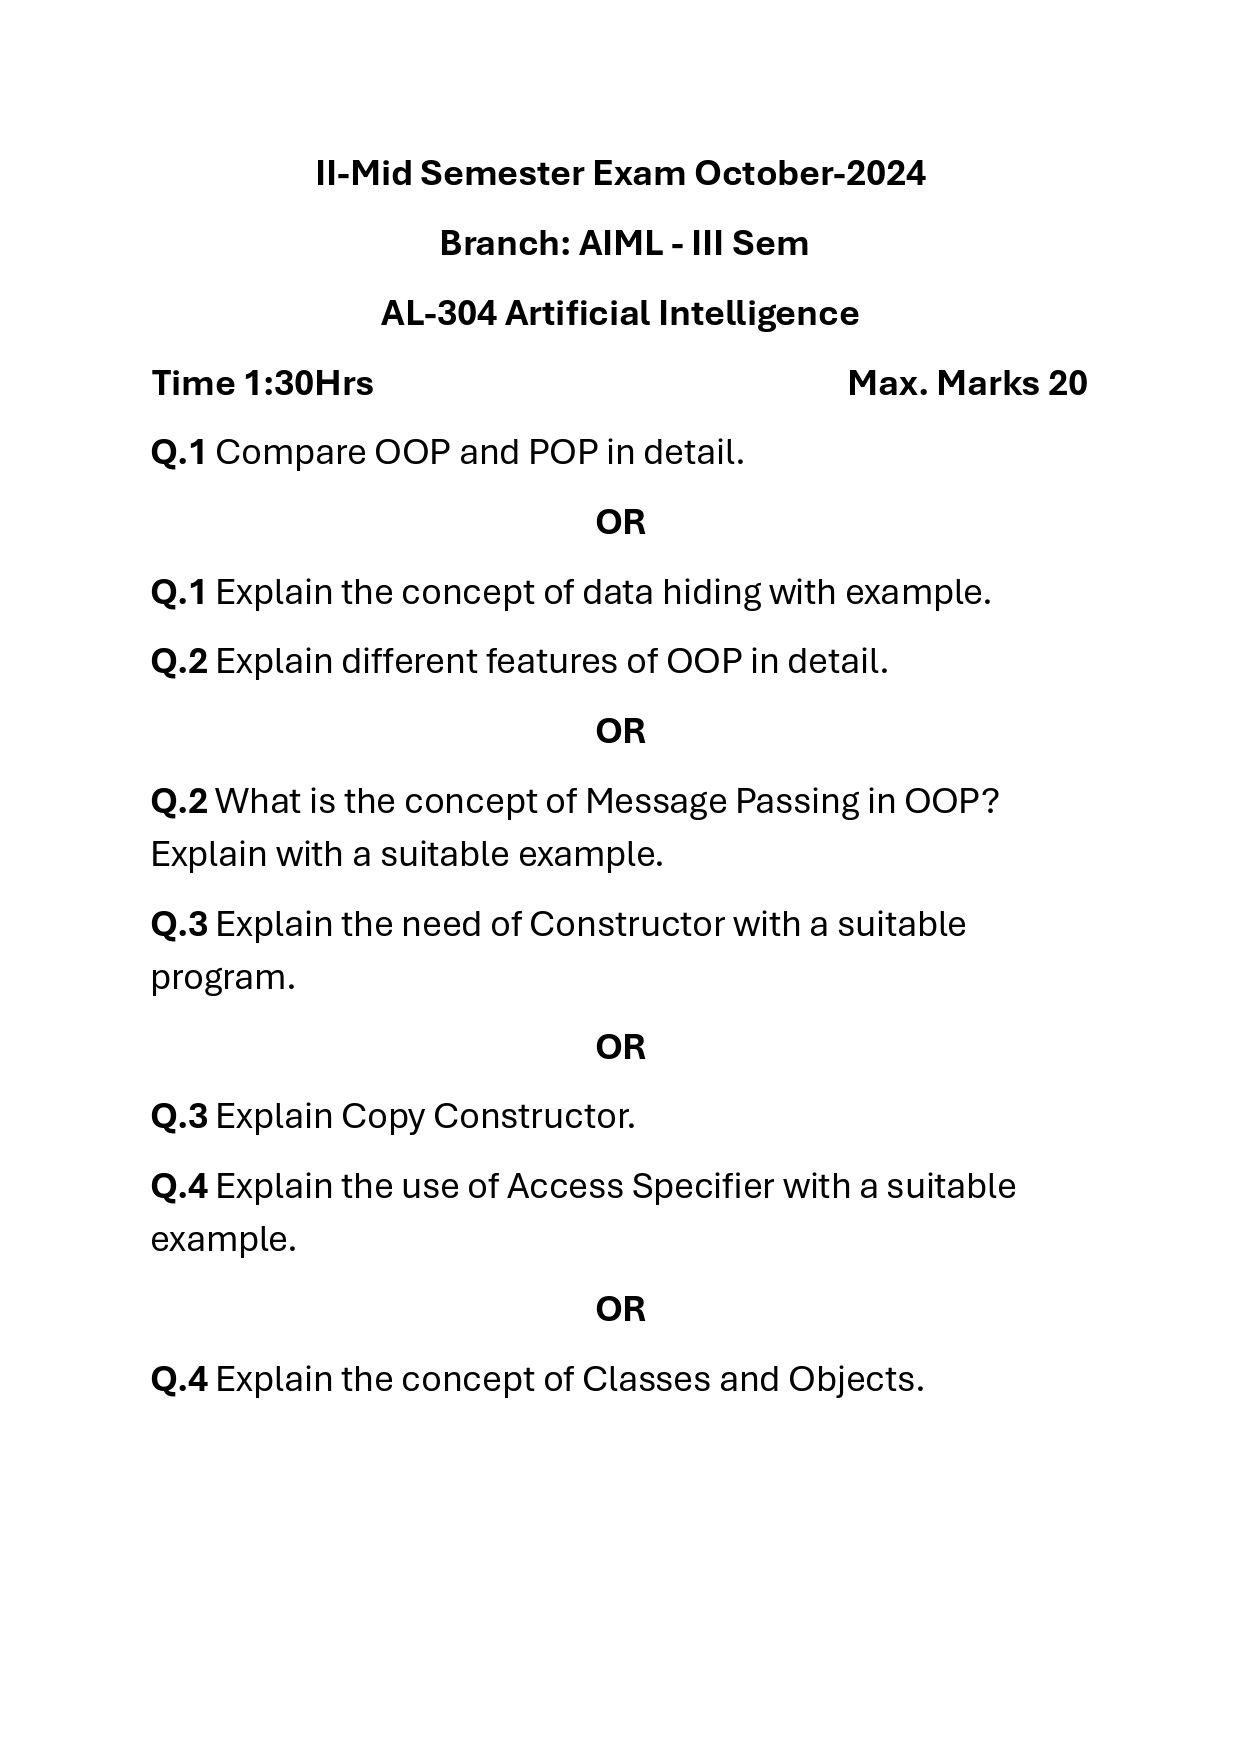 II-Mid Semester Exam October-2024
Branch: AIML - III Sem
AL-304 Artificial Intelligence
Time 1:30Hrs Max. Marks 20
Q.1 Compare OOP and POP in detail.
OR
Q.1 Explain the concept of data hiding with example.
Q.2 Explain different features of OOP in detail.
OR
Q.2 What is the concept of Message Passing in OOP?
Explain with a suitable example.
Q.3 Explain the need of Constructor with a suitable
program.
OR
Q.3 Explain Copy Constructor.
Q.4 Explain the use of Access Specifier with a suitable
example.
OR
Q.4 Explain the concept of Classes and Objects.